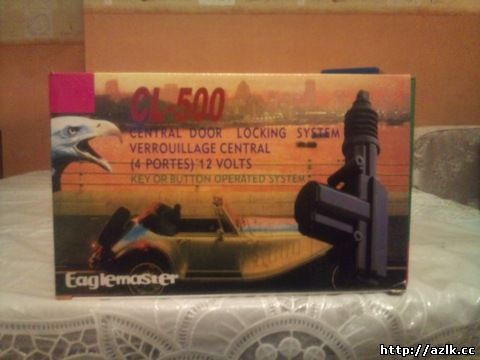 CL-500
CENTRAL DOOR LOCKING SYSTEM
VERROUILLAGE CENTRAL
(4 PORTES) 12 VOLTS
KEY OR BUTTON OPERATED SYSTEM
Eaglemaster
http://azlk.cc